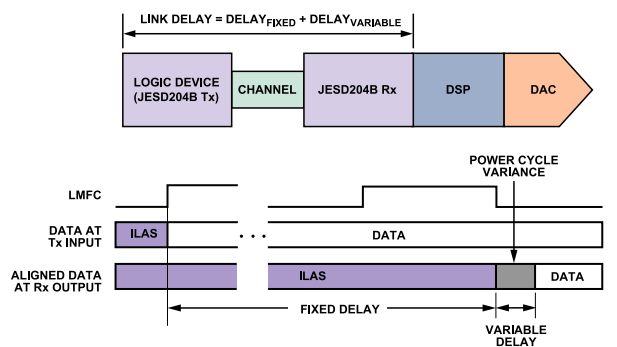 LINK DELAY = DELAYFIXED + DELAYVARIABLE
LOGIC DEVICE
(JESD204B Tx)
CHANNEL
JESD204B Rx
DSP
DAC
POWER CYCLE
VARIANCE
LMFC
DATA AT
Tx INPUT
ILAS
. . .
DATA
ALIGNED DATA
AT Rx OUTPUT
ILAS
DATA
FIXED DELAY
VARIABLE
DELAY